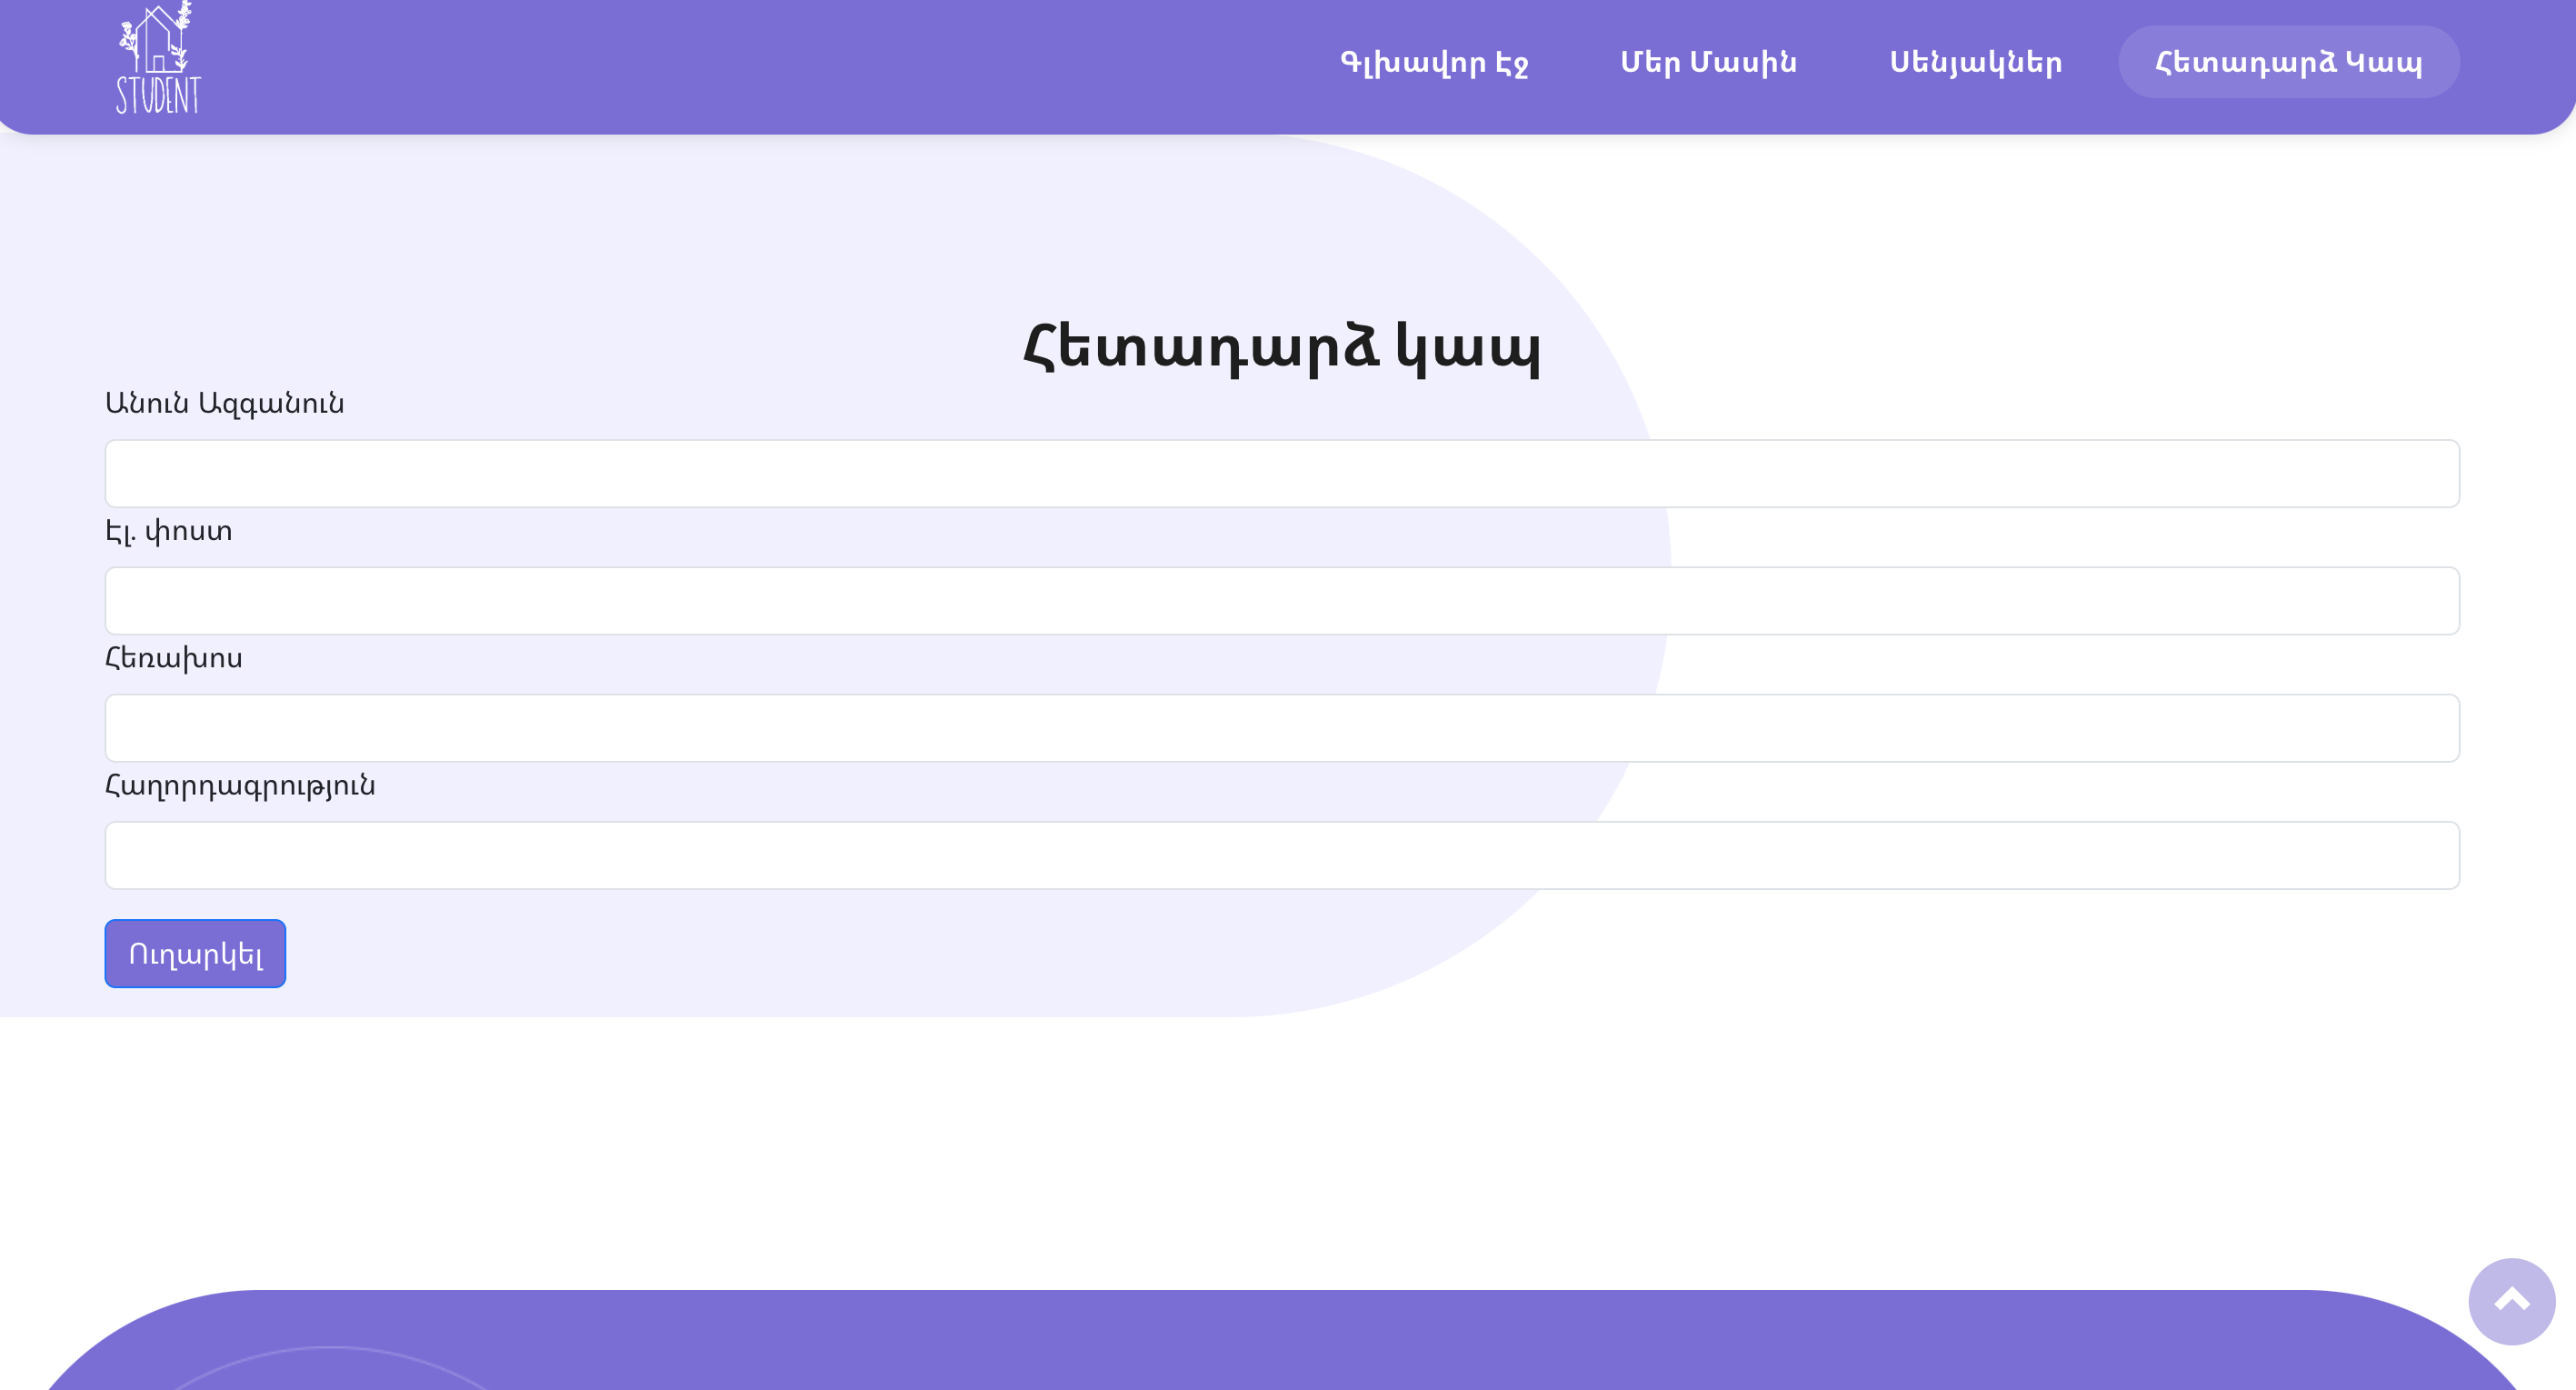 STUDENT
Գլխավոր Էջ
Մեր Մասին
Սենյակներ
Հետադարձ Կապ
Հետադարձ կապ
Անուն Ազգանուն
Էլ. փոստ
Հեռախոս
Հաղորդագրություն
Ուղարկել